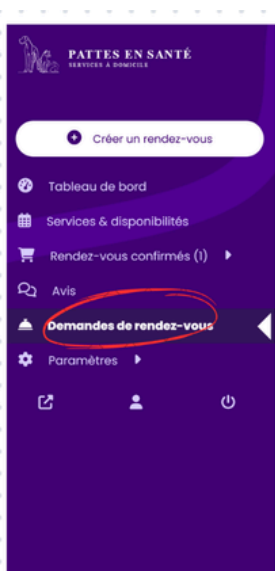 PATTES EN SANTÉ
SERVICES À DOMICILE
Créer un rendez-vous
Tableau de bord
Services & disponibilités
Rendez-vous confirmés (1)
Avis
Demandes de rendez-vous
Paramètres